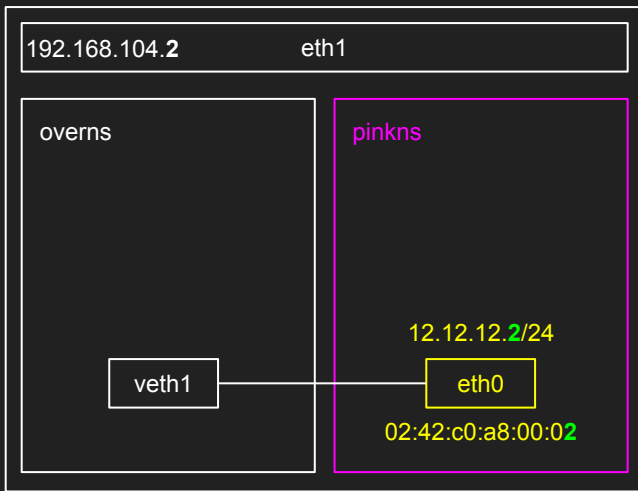 192.168.104.2 eth1
overns
pinkns
12.12.12.2/24
veth1
eth0
02:42:c0:a8:00:02